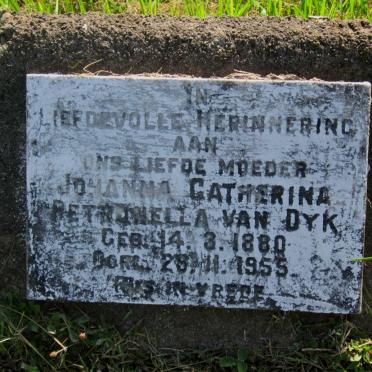 IN
LIEFDEVOLLE HERINNERING
AAN
ONS LIEFDE MOEDER
JOHANNA CATHERINA
PETRONELLA VAN DYK
GEB. 14. 3. 1880
OORL. 28. 11. 1955
RUS IN VREDE